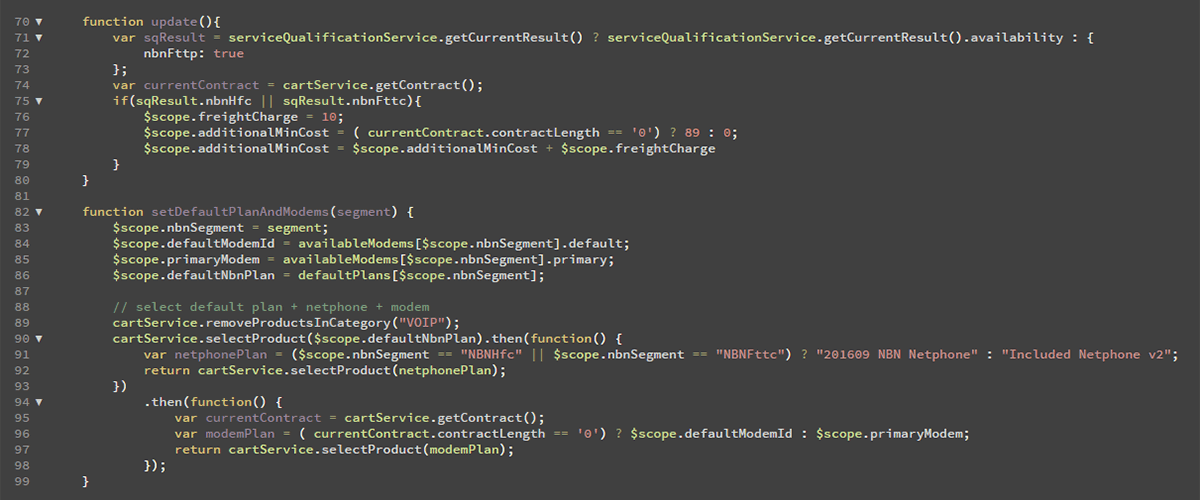 70 ▼ function update(){
71 ▼ var sqResult = serviceQualificationService.getCurrentResult() ? serviceQualificationService.getCurrentResult().availability : {
72 nbnFttp: true
73 };
74 var currentContract = cartService.getContract();
75 ▼ if(sqResult.nbnHfc || sqResult.nbnFttc){
76 $scope.freightCharge = 10;
77 $scope.additionalMinCost = ( currentContract.contractLength == '0') ? 89 : 0;
78 $scope.additionalMinCost = $scope.additionalMinCost + $scope.freightCharge
79 }
80 }
81
82 ▼ function setDefaultPlanAndModems(segment) {
83 $scope.nbnSegment = segment;
84 $scope.defaultModemId = availableModems[$scope.nbnSegment].default;
85 $scope.primaryModem = availableModems[$scope.nbnSegment].primary;
86 $scope.defaultNbnPlan = defaultPlans[$scope.nbnSegment];
87
88 // select default plan + netphone + modem
89 cartService.removeProductsInCategory("VOIP");
90 ▼ cartService.selectProduct($scope.defaultNbnPlan).then(function() {
91 var netphonePlan = ($scope.nbnSegment == "NBNHfc" || $scope.nbnSegment == "NBNFttc") ? "201609 NBN Netphone" : "Included Netphone v2";
92 return cartService.selectProduct(netphonePlan);
93 })
94 ▼ .then(function() {
95 var currentContract = cartService.getContract();
96 var modemPlan = ( currentContract.contractLength == '0') ? $scope.defaultModemId : $scope.primaryModem;
97 return cartService.selectProduct(modemPlan);
98 });
99 }